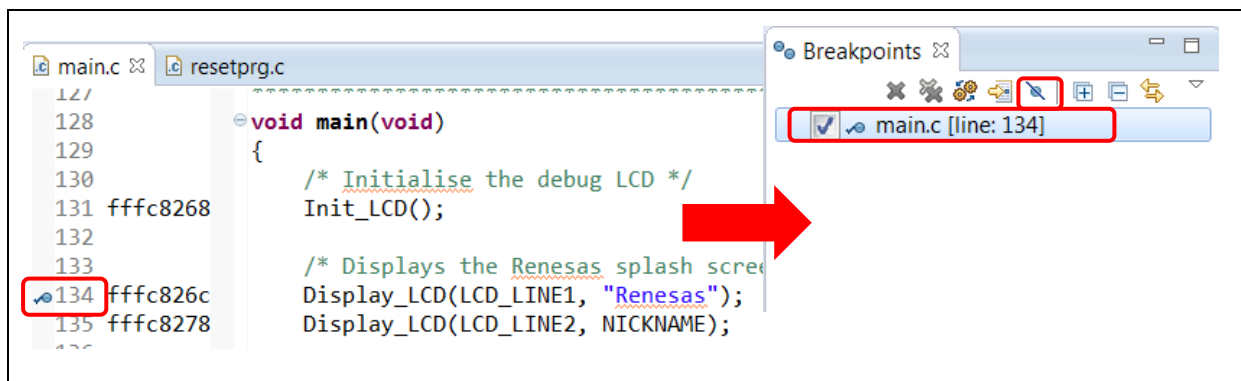 main.c resetprg.c
127 ****************************************
128 void main(void)
129 {
130 /* Initialise the debug LCD */
131 fffc8268 Init_LCD();
132
133 /* Displays the Renesas splash scree
134 fffc826c Display_LCD(LCD_LINE1, "Renesas");
135 fffc8278 Display_LCD(LCD_LINE2, NICKNAME);
136
Breakpoints
main.c [line: 134]